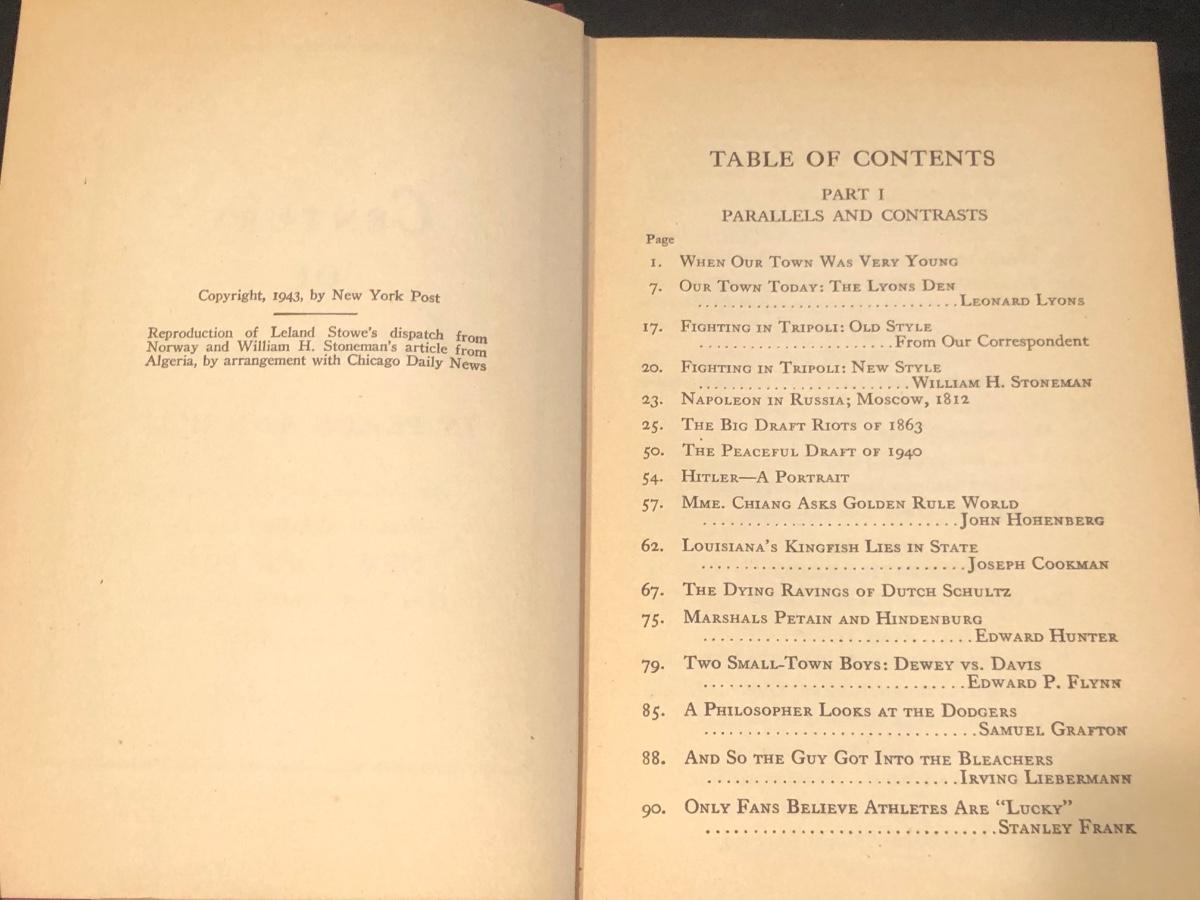 Copyright, 1943, by New York Post
Reproduction of Leland Stowe's dispatch from
Norway and William H. Stoneman's article from
Algeria, by arrangement with Chicago Daily News
TABLE OF CONTENTS
PART I
PARALLELS AND CONTRASTS
Page
1. When Our Town Was Very Young
7. Our Town Today: The Lyons Den
..............................Leonard Lyons
17. Fighting in Tripoli: Old Style
......................From Our Correspondent
20. Fighting in Tripoli: New Style
........................William H. Stoneman
23. Napoleon in Russia; Moscow, 1812
25. The Big Draft Riots of 1863
50. The Peaceful Draft of 1940
54. Hitler—A Portrait
57. Mme. Chiang Asks Golden Rule World
.............................John Hohenberg
62. Louisiana's Kingfish Lies in State
..............................Joseph Cookman
67. The Dying Ravings of Dutch Schultz
75. Marshals Petain and Hindenburg
..............................Edward Hunter
79. Two Small-Town Boys: Dewey vs. Davis
..............................Edward P. Flynn
85. A Philosopher Looks at the Dodgers
..............................Samuel Grafton
88. And So the Guy Got Into the Bleachers
............................Irving Liebermann
90. Only Fans Believe Athletes Are "Lucky"
................................Stanley Frank